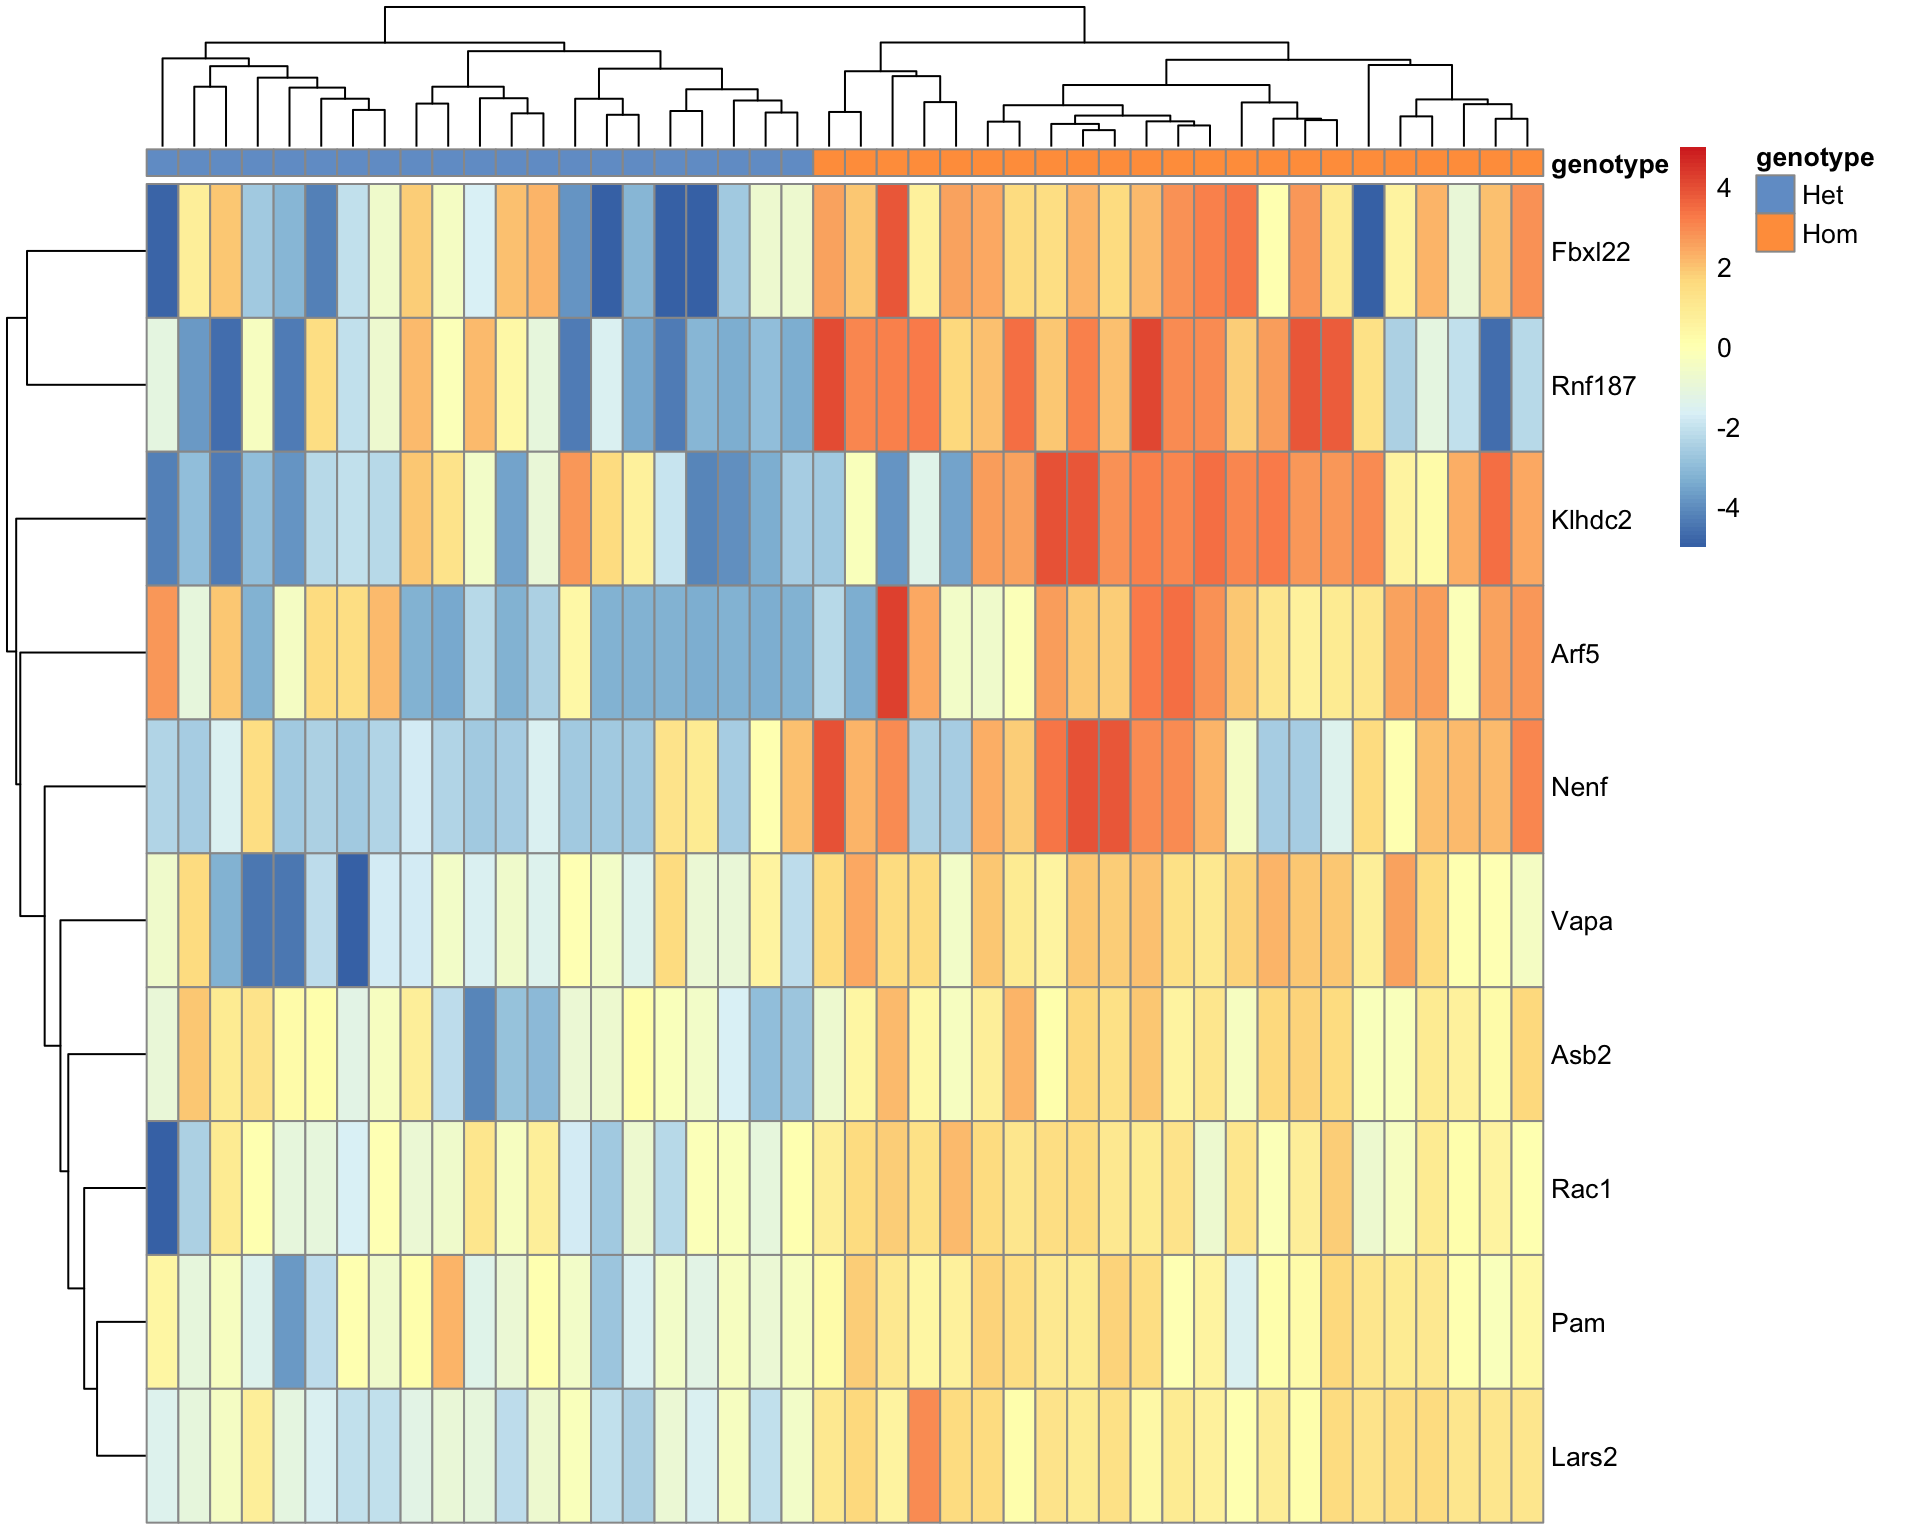 genotype
Fbxl22
Rnf187
Klhdc2
Arf5
Nenf
Vapa
Asb2
Rac1
Pam
Lars2
4
2
0
-2
-4
genotype
Het
Hom